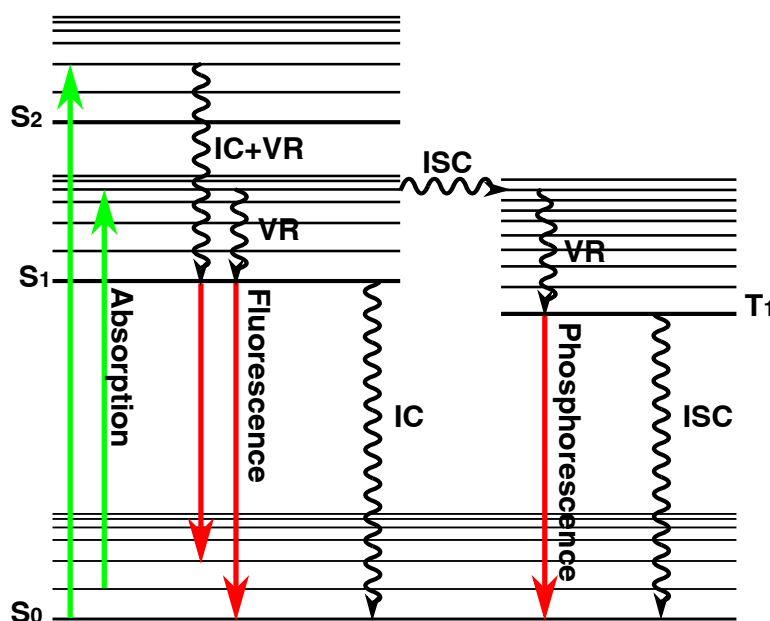 S2
IC+VR
ISC
VR
VR
S1
T1
Absorption
Fluorescence
IC
Phosphorescence
ISC
S0